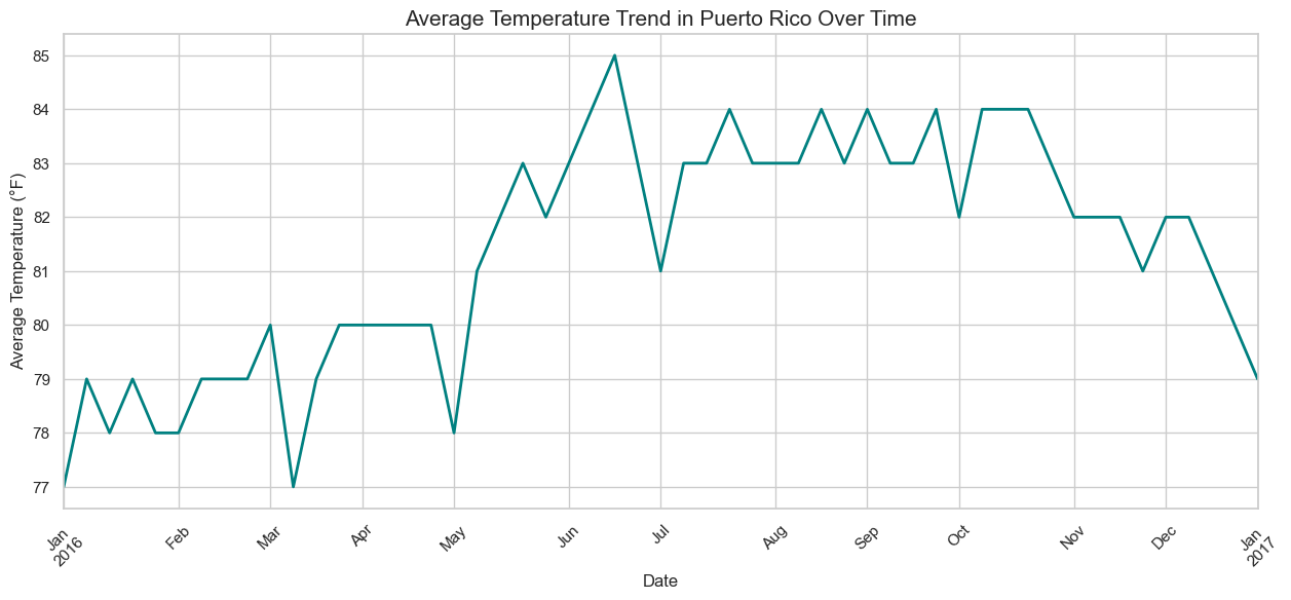 Average Temperature Trend in Puerto Rico Over Time
Average Temperature (°F)
85
84
83
82
81
80
79
78
77
Jan
2016
Feb
Mar
Apr
May
Jun
Jul
Aug
Sep
Oct
Nov
Dec
Jan
2017
Date